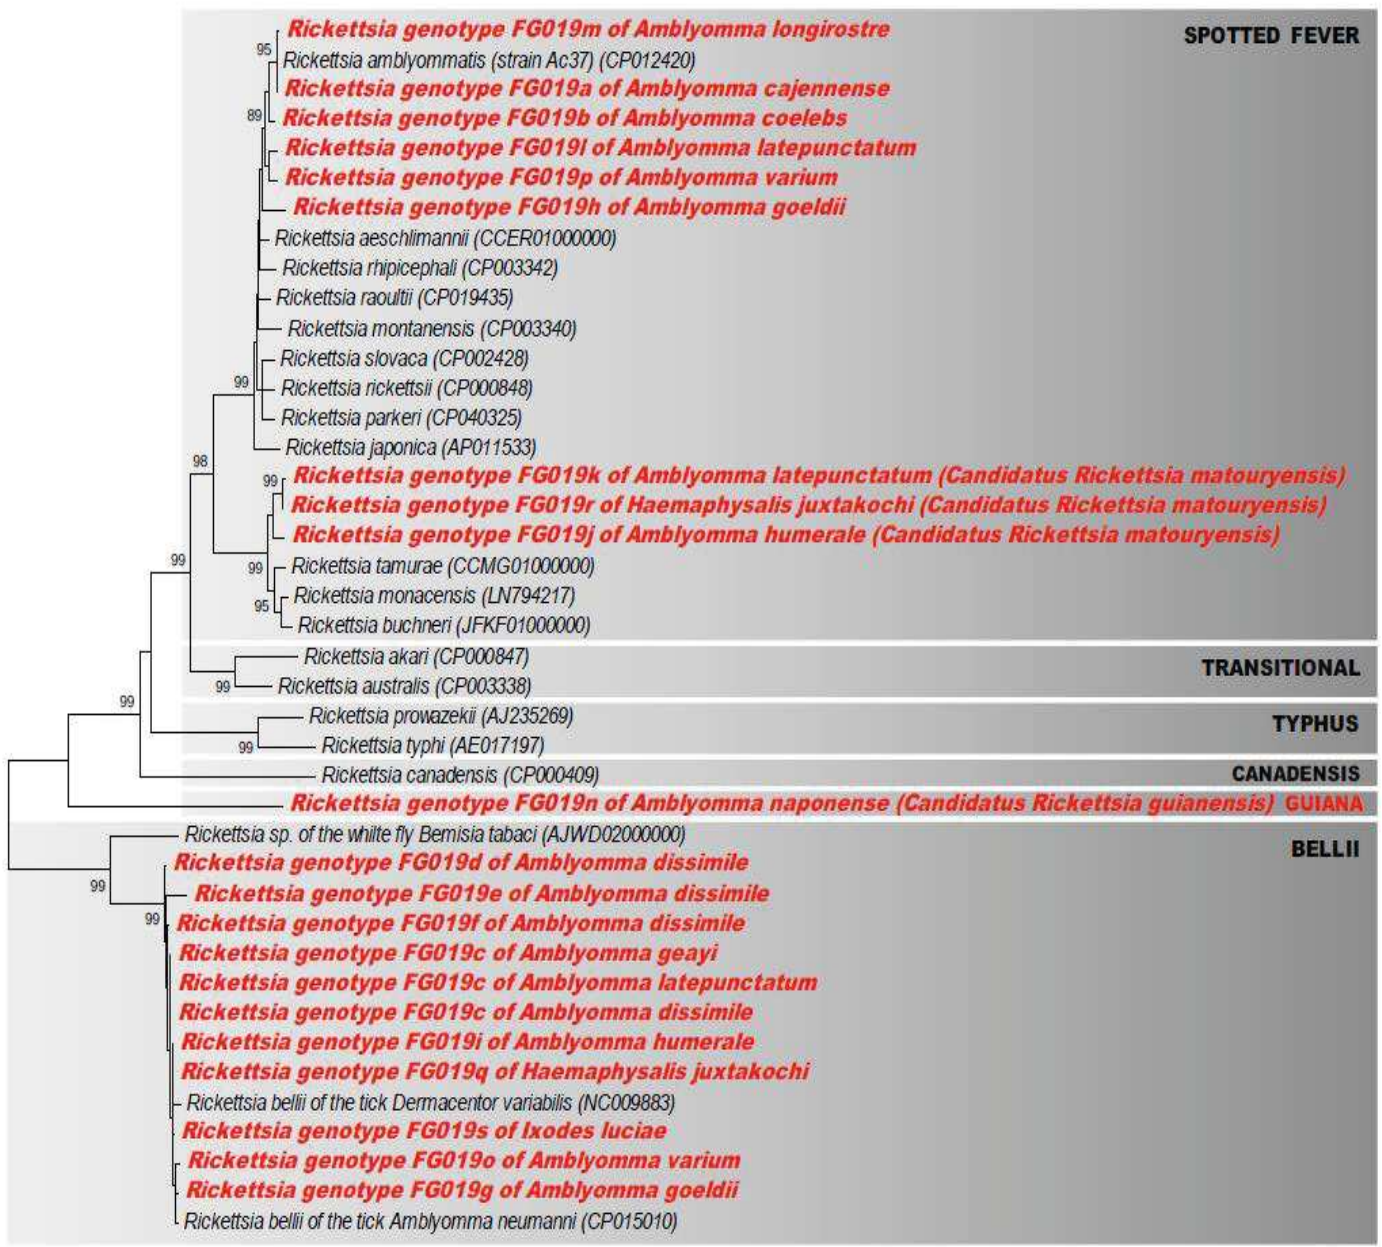 Rickettsia genotype FG019m of Amblyomma longirostre
SPOTTED FEVER
95
Rickettsia amblyommatis (strain Ac37) (CP012420)
Rickettsia genotype FG019a of Amblyomma cajennense
89
Rickettsia genotype FG019b of Amblyomma coelebs
Rickettsia genotype FG019l of Amblyomma latepunctatum
Rickettsia genotype FG019p of Amblyomma varium
Rickettsia genotype FG019h of Amblyomma goeldii
Rickettsia aeschlimannii (CCER01000000)
Rickettsia rhipicephali (CP003342)
Rickettsia raoultii (CP019435)
Rickettsia montanensis (CP003340)
Rickettsia slovaca (CP002428)
99
Rickettsia rickettsii (CP000848)
Rickettsia parkeri (CP040325)
Rickettsia japonica (AP011533)
98
99
Rickettsia genotype FG019k of Amblyomma latepunctatum (Candidatus Rickettsia matouryensis)
Rickettsia genotype FG019r of Haemaphysalis juxtakochi (Candidatus Rickettsia matouryensis)
Rickettsia genotype FG019j of Amblyomma humerale (Candidatus Rickettsia matouryensis)
99
99
Rickettsia tamurae (CCMG01000000)
Rickettsia monacensis (LN794217)
95
Rickettsia buchneri (JFKF01000000)
Rickettsia akari (CP000847)
TRANSITIONAL
99
Rickettsia australis (CP003338)
99
Rickettsia prowazekii (AJ235269)
TYPHUS
99
Rickettsia typhi (AE017197)
Rickettsia canadensis (CP000409)
CANADENSIS
Rickettsia genotype FG019n of Amblyomma naponense (Candidatus Rickettsia guianensis) GUIANA
Rickettsia sp. of the whilte fly Bemisia tabaci (AJWD02000000)
BELLII
Rickettsia genotype FG019d of Amblyomma dissimile
99
Rickettsia genotype FG019e of Amblyomma dissimile
99
Rickettsia genotype FG019f of Amblyomma dissimile
Rickettsia genotype FG019c of Amblyomma geayi
Rickettsia genotype FG019c of Amblyomma latepunctatum
Rickettsia genotype FG019c of Amblyomma dissimile
Rickettsia genotype FG019i of Amblyomma humerale
Rickettsia genotype FG019q of Haemaphysalis juxtakochi
Rickettsia bellii of the tick Dermacentor variabilis (NC009883)
Rickettsia genotype FG019s of Ixodes luciae
Rickettsia genotype FG019o of Amblyomma varium
Rickettsia genotype FG019g of Amblyomma goeldii
Rickettsia bellii of the tick Amblyomma neumanni (CP015010)